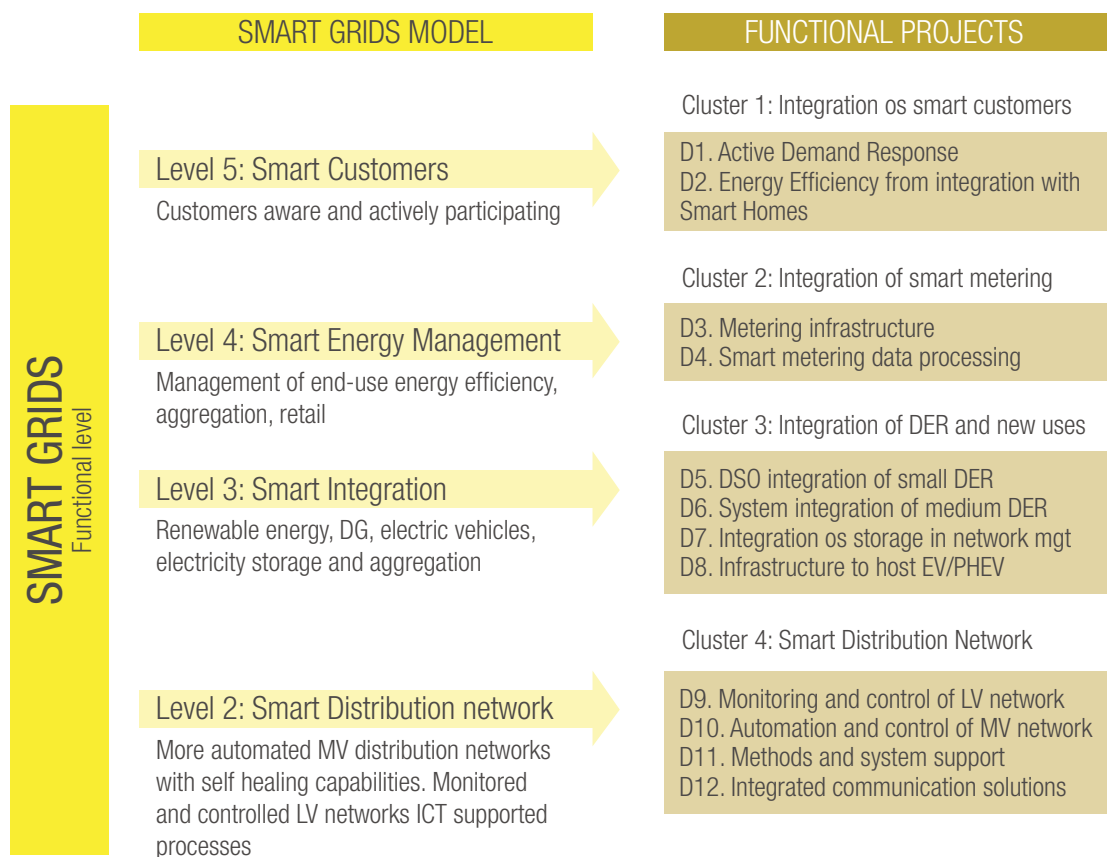 SMART GRIDS MODEL
FUNCTIONAL PROJECTS
SMART GRIDS
Functional level
Cluster 1: Integration os smart customers
Level 5: Smart Customers
Customers aware and actively participating
D1. Active Demand Response
D2. Energy Efficiency from integration with
Smart Homes
Cluster 2: Integration of smart metering
Level 4: Smart Energy Management
Management of end-use energy efficiency,
aggregation, retail
D3. Metering infrastructure
D4. Smart metering data processing
Cluster 3: Integration of DER and new uses
Level 3: Smart Integration
Renewable energy, DG, electric vehicles,
electricity storage and aggregation
D5. DSO integration of small DER
D6. System integration of medium DER
D7. Integration os storage in network mgt
D8. Infrastructure to host EV/PHEV
Cluster 4: Smart Distribution Network
Level 2: Smart Distribution network
More automated MV distribution networks
with self healing capabilities. Monitored
and controlled LV networks ICT supported
processes
D9. Monitoring and control of LV network
D10. Automation and control of MV network
D11. Methods and system support
D12. Integrated communication solutions